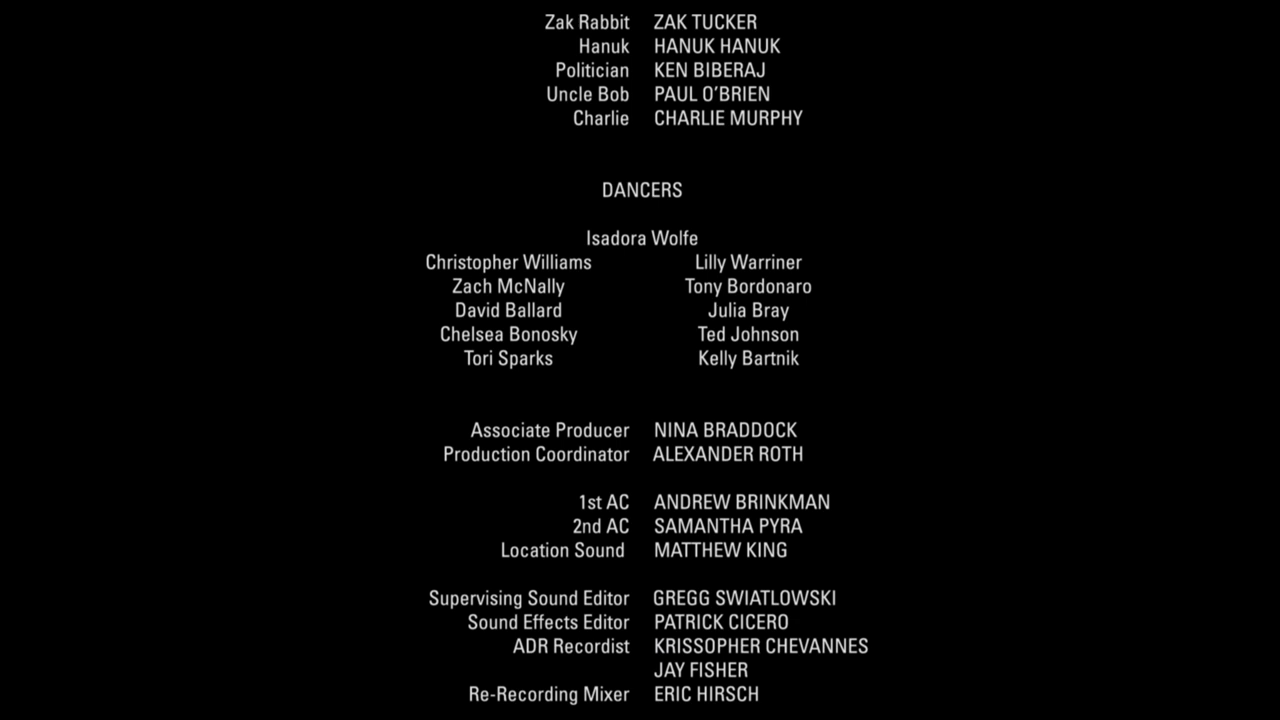 Zak Rabbit ZAK TUCKER
Hanuk HANUK HANUK
Politician KEN BIBERAJ
Uncle Bob PAUL O'BRIEN
Charlie CHARLIE MURPHY
DANCERS
Isadora Wolfe
Christopher Williams Lilly Warriner
Zach McNally Tony Bordonaro
David Ballard Julia Bray
Chelsea Bonosky Ted Johnson
Tori Sparks Kelly Bartnik
Associate Producer NINA BRADDOCK
Production Coordinator ALEXANDER ROTH
1st AC ANDREW BRINKMAN
2nd AC SAMANTHA PYRA
Location Sound MATTHEW KING
Supervising Sound Editor GREGG SWIATLOWSKI
Sound Effects Editor PATRICK CICERO
ADR Recordist KRISSOPHER CHEVANNES
JAY FISHER
Re-Recording Mixer ERIC HIRSCH